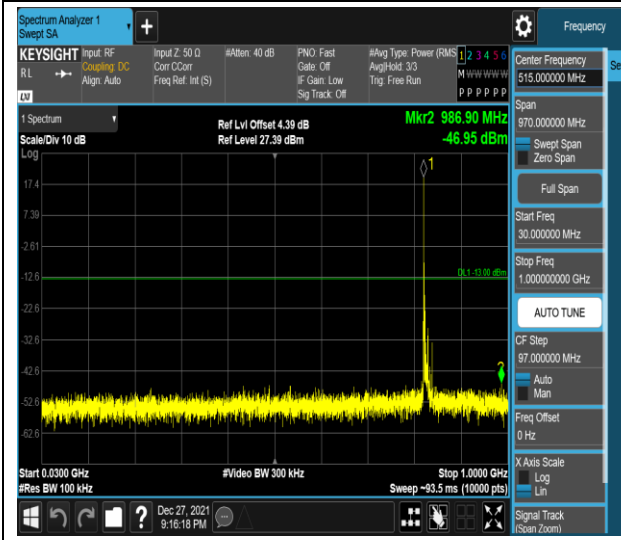 Spectrum Analyzer 1
Swept SA
+
Frequency
KEYSIGHT
RL
LXI
Input: RF
Coupling: DC
Align: Auto
Input Z: 50 Ω
Corr CCorr
Freq Ref: Int (S)
#Atten: 40 dB
PNO: Fast
Gate: Off
IF Gain: Low
Sig Track: Off
#Avg Type: Power (RMS
Avg|Hold: 3/3
Trig: Free Run
1 2 3 4 5 6
M W W W W W
P P P P P P
1 Spectrum
Scale/Div 10 dB
Log
Ref Lvl Offset 4.39 dB
Ref Level 27.39 dBm
Mkr2 986.90 MHz
-46.95 dBm
1
17.4
7.39
-2.61
DL1 -13.00 dBm
-12.6
-22.6
-32.6
2
-42.6
-52.6
-62.6
Start 0.0300 GHz
#Res BW 100 kHz
#Video BW 300 kHz
Stop 1.0000 GHz
Sweep ~93.5 ms (10000 pts)
?
Dec 27, 2021
9:16:18 PM
Center Frequency
515.000000 MHz
Se
Span
970.000000 MHz
Swept Span
Zero Span
Full Span
Start Freq
30.000000 MHz
Stop Freq
1.000000000 GHz
AUTO TUNE
CF Step
97.000000 MHz
Auto
Man
Freq Offset
0 Hz
X Axis Scale
Log
Lin
Signal Track
(Span Zoom)